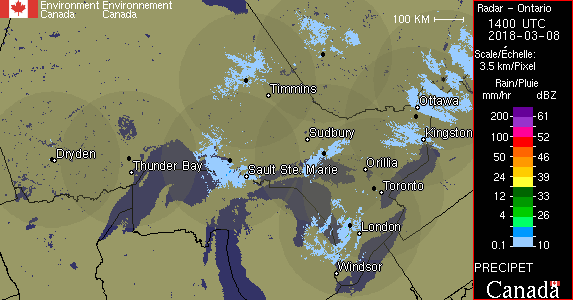 Environment Environnement
Canada Canada
100 KM
Radar - Ontario
1400 UTC
2018-03-08
Scale/Échelle:
3.5 km/Pixel
Rain/Pluie
mm/hr dBZ
200 61
100 52
50 46
24 39
12 33
4 26
0.1 10
Timmins
Ottawa
Sudbury
Kingston
Dryden
Thunder Bay
Sault Ste. Marie
Orillia
Toronto
London
Windsor
PRECIPET
Canada